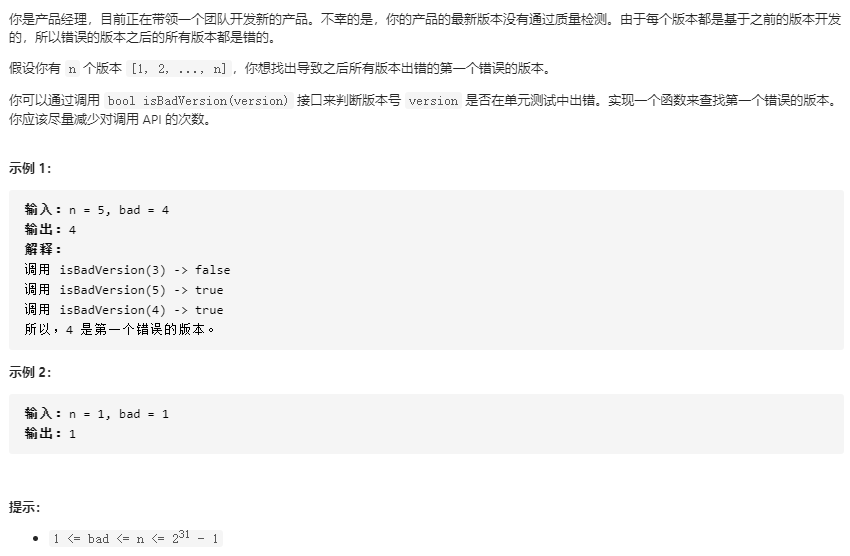 你是产品经理，目前正在带领一个团队开发新的产品。不幸的是，你的产品的最新版本没有通过质量检测。由于每个版本都是基于之前的版本开发
的，所以错误的版本之后的所有版本都是错的。
假设你有 n 个版本 [1, 2, ..., n]，你想找出导致之后所有版本出错的第一个错误的版本。
你可以通过调用 bool isBadVersion(version) 接口来判断版本号 version 是否在单元测试中出错。实现一个函数来查找第一个错误的版本。
你应该尽量减少对调用 API 的次数。
示例 1：
输入：n = 5, bad = 4
输出：4
解释：
调用 isBadVersion(3) -> false
调用 isBadVersion(5) -> true
调用 isBadVersion(4) -> true
所以，4 是第一个错误的版本。
示例 2：
输入：n = 1, bad = 1
输出：1
提示：
• 1 <= bad <= n <= 2³¹ - 1